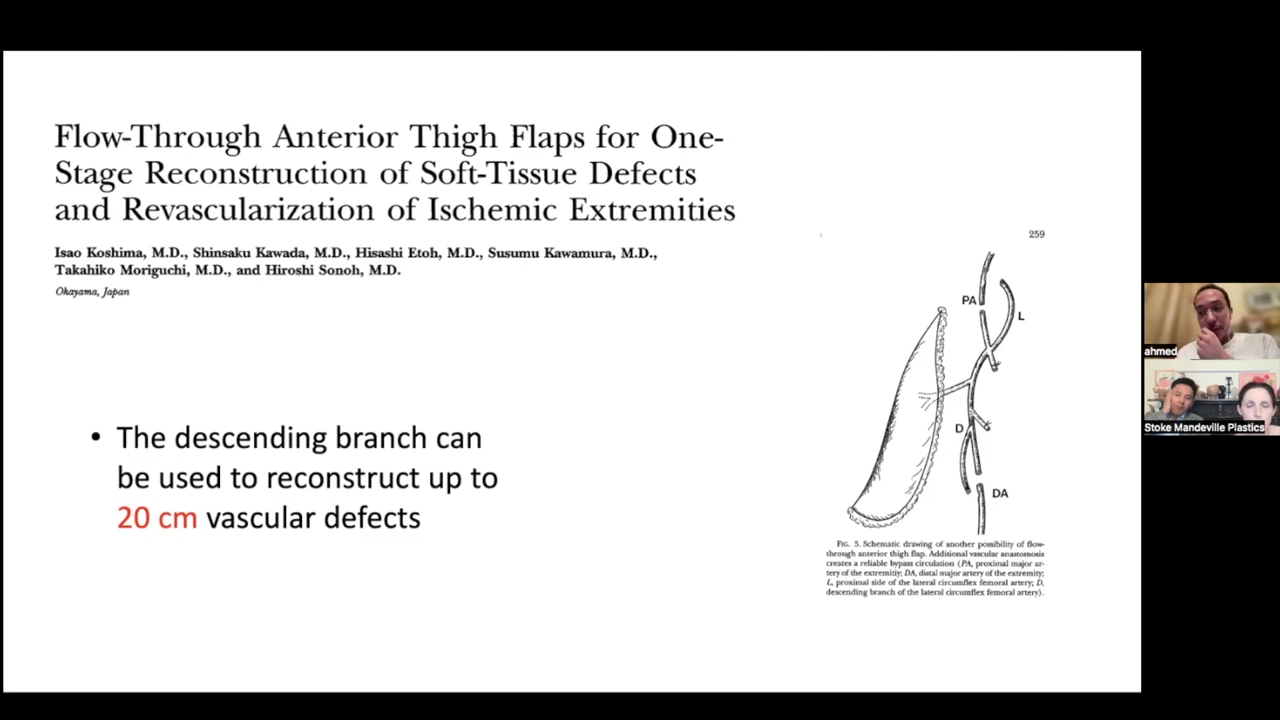 Flow-Through Anterior Thigh Flaps for One-
Stage Reconstruction of Soft-Tissue Defects
and Revascularization of Ischemic Extremities
Isao Koshima, M.D., Shinsaku Kawada, M.D., Hisashi Etoh, M.D., Susumu Kawamura, M.D.,
Takahiko Moriguchi, M.D., and Hiroshi Sonoh, M.D.
Okayama, Japan
• The descending branch can
be used to reconstruct up to
20 cm vascular defects
259
PA
L
D
DA
FIG. 5. Schematic drawing of another possibility of flow-
through anterior thigh flap. Additional vascular anastomosis
creates a reliable bypass circulation (PA, proximal major ar-
tery of the extremitiy; DA, distal major artery of the extremity;
L, proximal side of the lateral circumflex femoral artery; D,
descending branch of the lateral circumflex femoral artery).
ahmed
Stoke Mandeville Plastics